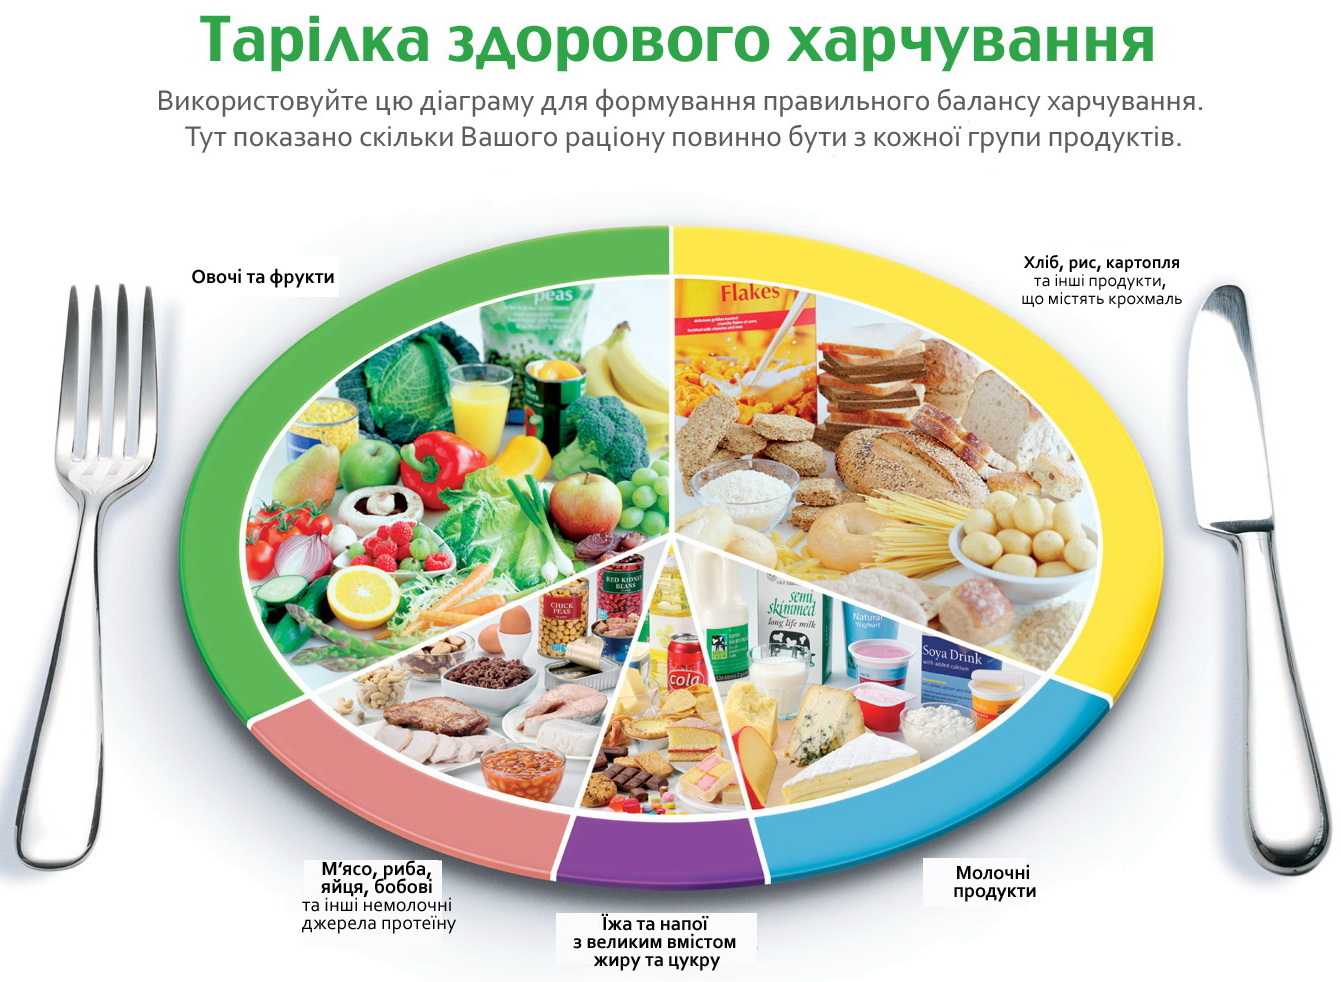 Тарілка здорового харчування
Використовуйте цю діаграму для формування правильного балансу харчування.
Тут показано скільки Вашого раціону повинно бути з кожної групи продуктів.
Овочі та фрукти
Хліб, рис, картопля
та інші продукти,
що містять крохмаль
peas
Flakes
CHICK
PEAS
RED KIDNEY
BEANS
cola
semi
skimmed
long life milk
Natural
Yoghurt
Soya Drink
with added calcium
М’ясо, риба,
яйця, бобові
та інші немолочні
джерела протеїну
Їжа та напої
з великим вмістом
жиру та цукру
Молочні
продукти